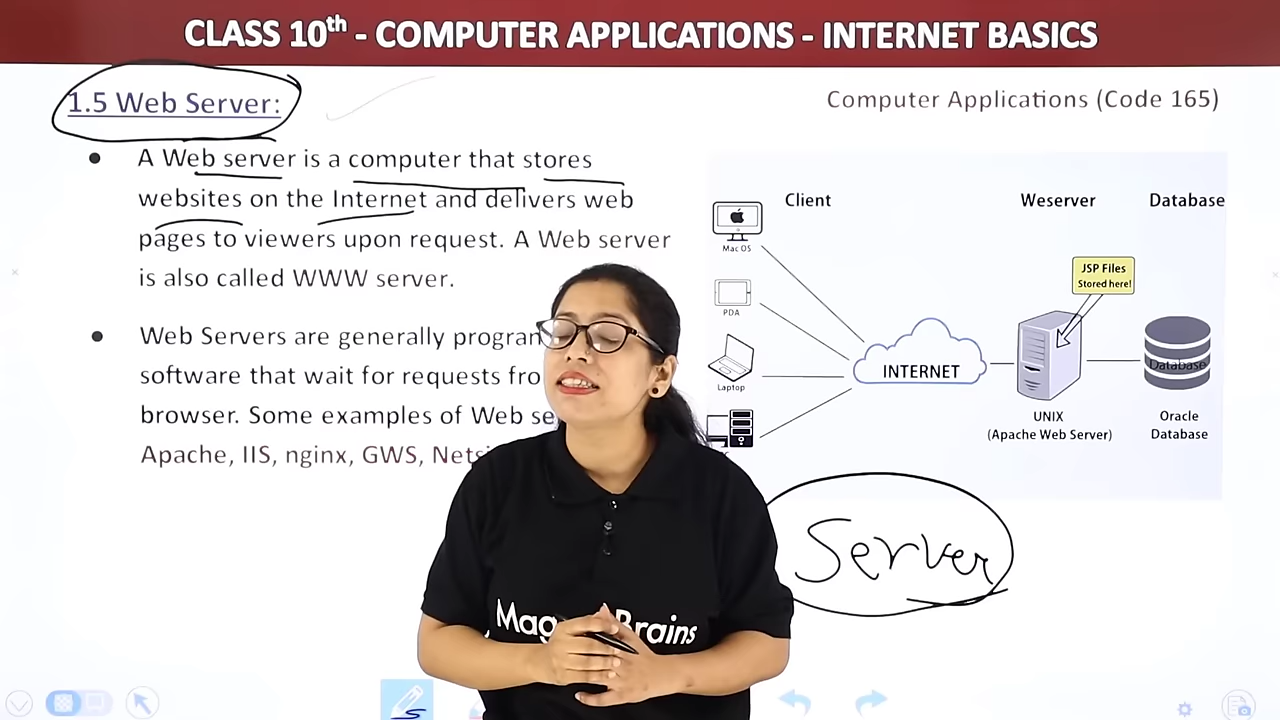 CLASS 10th - COMPUTER APPLICATIONS - INTERNET BASICS
1.5 Web Server:
Computer Applications (Code 165)
A Web server is a computer that stores
websites on the Internet and delivers web
pages to viewers upon request. A Web server
is also called WWW server.
Web Servers are generally
software that wait for requests
browser. Some examples of Web
Apache, IIS, nginx, GWS,
Client
Weserver
Database
Mac OS
PDA
Laptop
INTERNET
JSP Files
Stored here!
UNIX
(Apache Web Server)
Database
Oracle
Database
Server
Brains